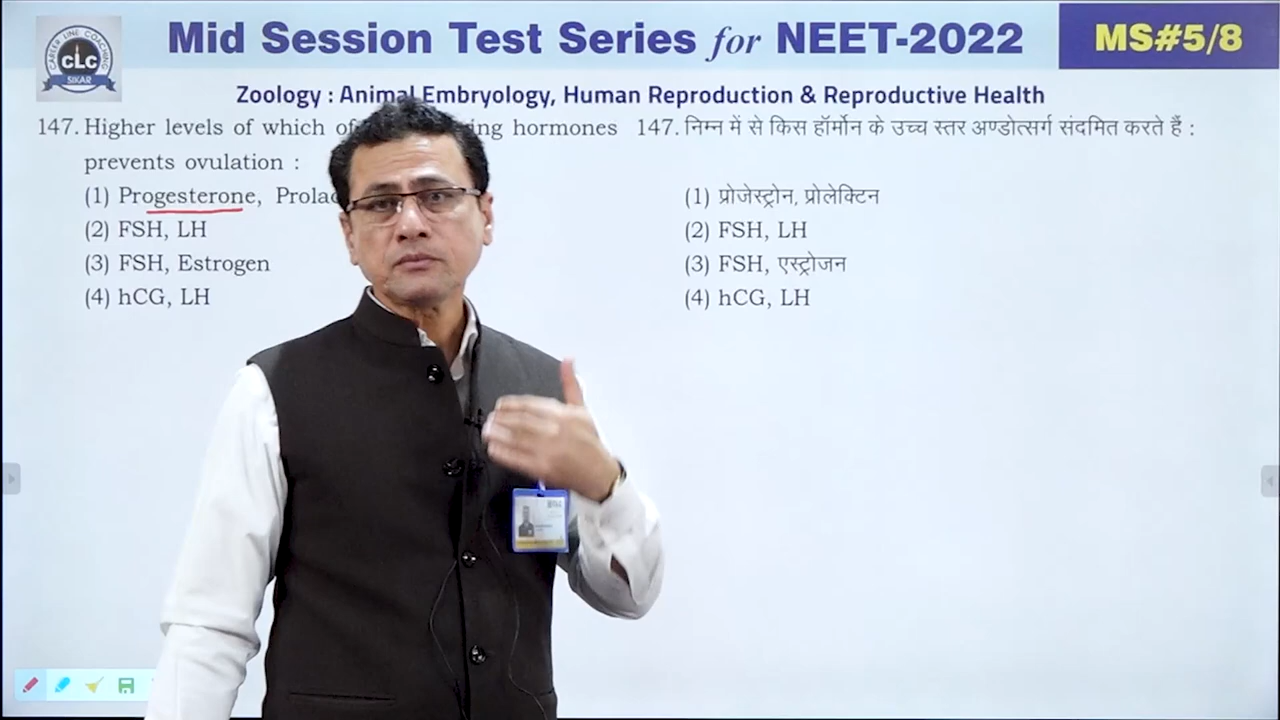 Mid Session Test Series for NEET-2022
MS#5/8
CAREER LINE COACHING
CLC
SIKAR
Zoology : Animal Embryology, Human Reproduction & Reproductive Health
147. Higher levels of which of hormones
prevents ovulation :
(1) Progesterone,
(2) FSH, LH
(3) FSH, Estrogen
(4) hCG, LH
147. निम्न में से किस हॉर्मोन के उच्च स्तर अण्डोत्सर्ग संदमित करते हैं :
(1) प्रोजेस्ट्रोन, प्रोलेक्टिन
(2) FSH, LH
(3) FSH, एस्ट्रोजन
(4) hCG, LH